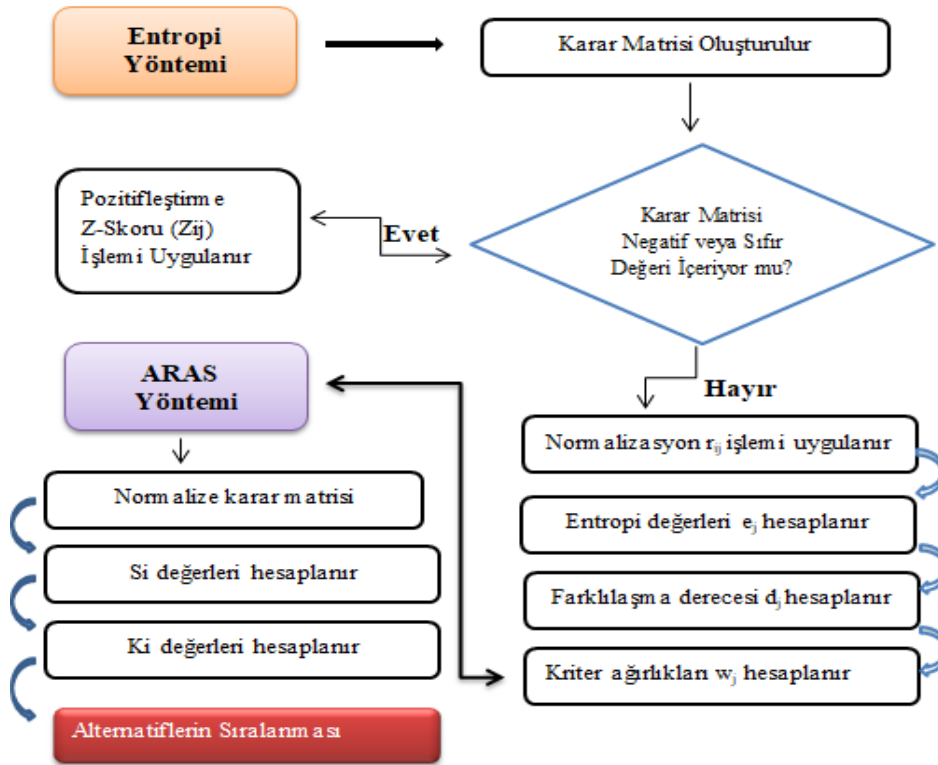 Entropi
Yöntemi
Karar Matrisi Oluşturulur
Karar Matrisi
Negatif veya Sıfır
Değeri İçeriyor mu?
Evet
Pozitifleştirme
Z-Skoru (Zij)
İşlemi Uygulanır
Hayır
Normalizasyon rij işlemi uygulanır
Entropi değerleri ej hesaplanır
Farklılaşma derecesi dj hesaplanır
Kriter ağırlıkları wj hesaplanır
ARAS
Yöntemi
Normalize karar matrisi
Si değerleri hesaplanır
Ki değerleri hesaplanır
Alternatiflerin Sıralanması